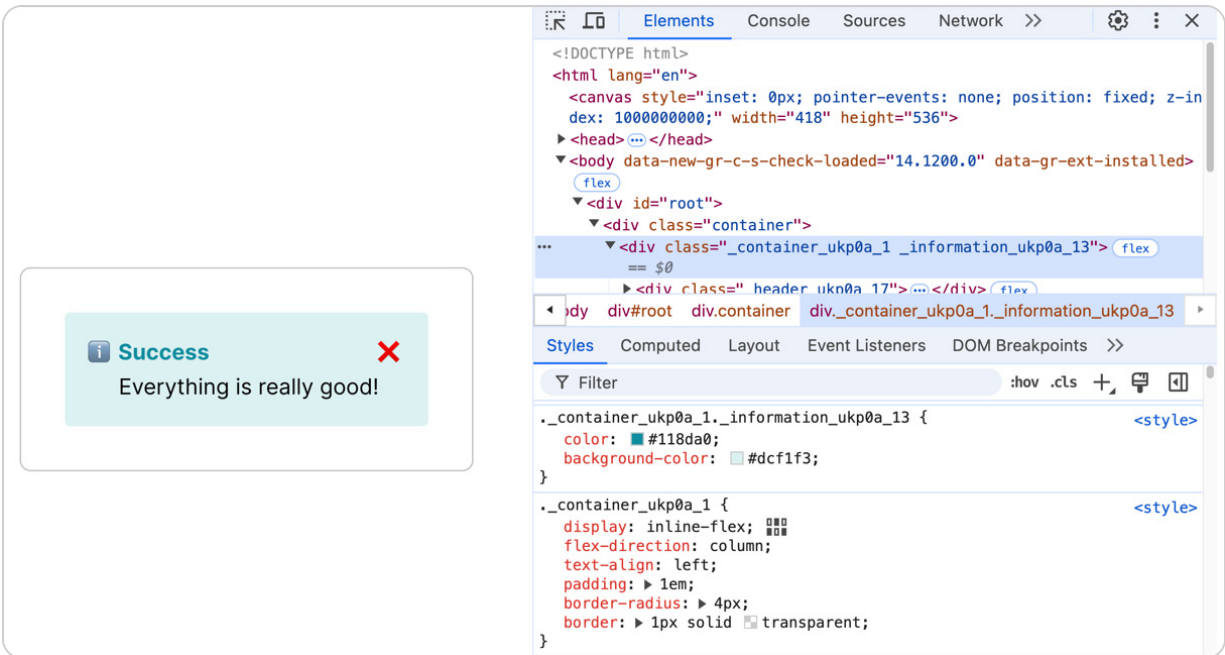 Success
Everything is really good!
Elements Console Sources Network
<!DOCTYPE html>
<html lang="en">
<canvas style="inset: 0px; pointer-events: none; position: fixed; z-in
dex: 1000000000;" width="418" height="536">
<head> ••• </head>
<body data-new-gr-c-s-check-loaded="14.1200.0" data-gr-ext-installed>
flex
<div id="root">
<div class="container">
••• <div class="_container_ukp0a_1 _information_ukp0a_13"> flex
== $0
<div class="_header_ukp0a_17"> ••• </div> flex
ody div#root div.container div._container_ukp0a_1._information_ukp0a_13
Styles Computed Layout Event Listeners DOM Breakpoints
Filter :hov .cls
._container_ukp0a_1._information_ukp0a_13 { <style>
color: #118da0;
background-color: #dcf1f3;
}
._container_ukp0a_1 { <style>
display: inline-flex;
flex-direction: column;
text-align: left;
padding: 1em;
border-radius: 4px;
border: 1px solid transparent;
}